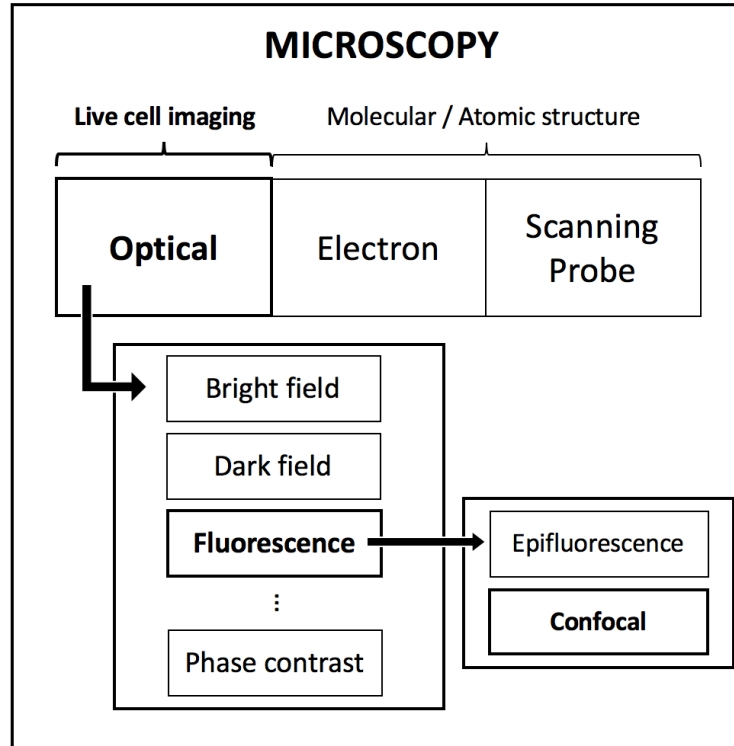 MICROSCOPY
Live cell imaging
Molecular / Atomic structure
Optical
Electron
Scanning
Probe
Bright field
Dark field
Fluorescence
Epifluorescence
Confocal
⋮
Phase contrast